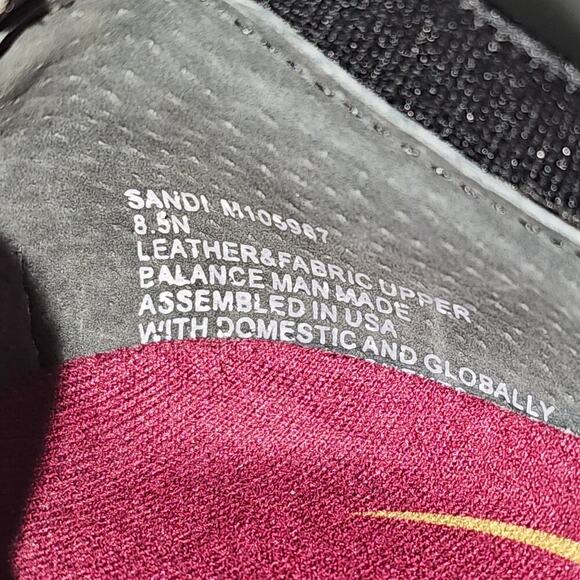 SANDI M105987
8.5N
LEATHER&FABRIC UPPER
BALANCE MAN MADE
ASSEMBLED IN USA
WITH DOMESTIC AND GLOBALLY